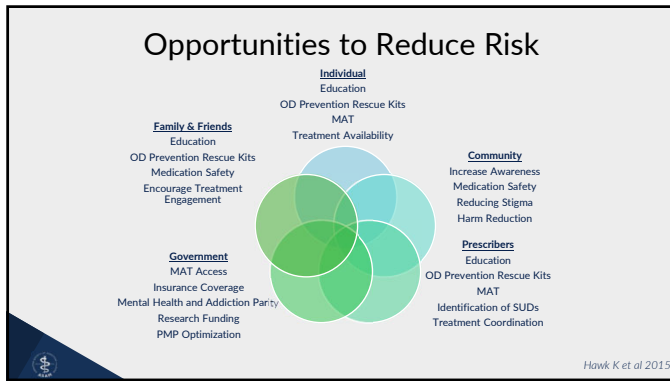 Opportunities to Reduce Risk
Individual
Education
OD Prevention Rescue Kits
MAT
Treatment Availability
Family & Friends
Education
OD Prevention Rescue Kits
Medication Safety
Encourage Treatment
Engagement
Community
Increase Awareness
Medication Safety
Reducing Stigma
Harm Reduction
Prescribers
Education
OD Prevention Rescue Kits
MAT
Identification of SUDs
Treatment Coordination
Government
MAT Access
Insurance Coverage
Mental Health and Addiction Parity
Research Funding
PMP Optimization
Hawk K et al 2015